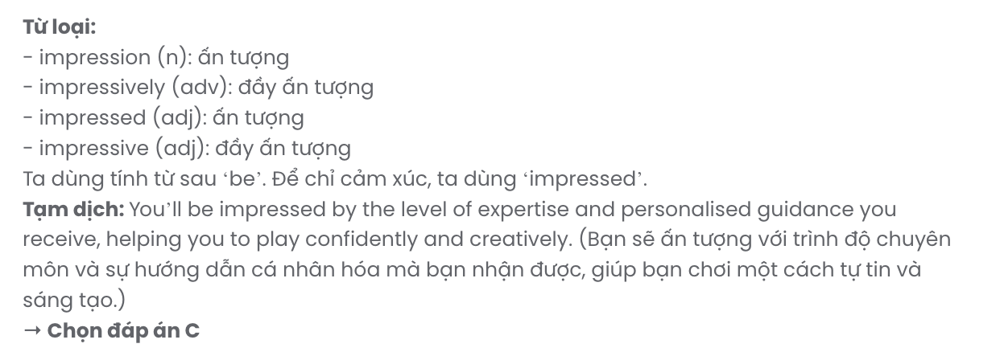 Từ loại:
- impression (n): ấn tượng
- impressively (adv): đầy ấn tượng
- impressed (adj): ấn tượng
- impressive (adj): đầy ấn tượng
Ta dùng tính từ sau ‘be’. Để chỉ cảm xúc, ta dùng ‘impressed’.
Tạm dịch: You’ll be impressed by the level of expertise and personalised guidance you
receive, helping you to play confidently and creatively. (Bạn sẽ ấn tượng với trình độ chuyên
môn và sự hướng dẫn cá nhân hóa mà bạn nhận được, giúp bạn chơi một cách tự tin và
sáng tạo.)
→ Chọn đáp án C